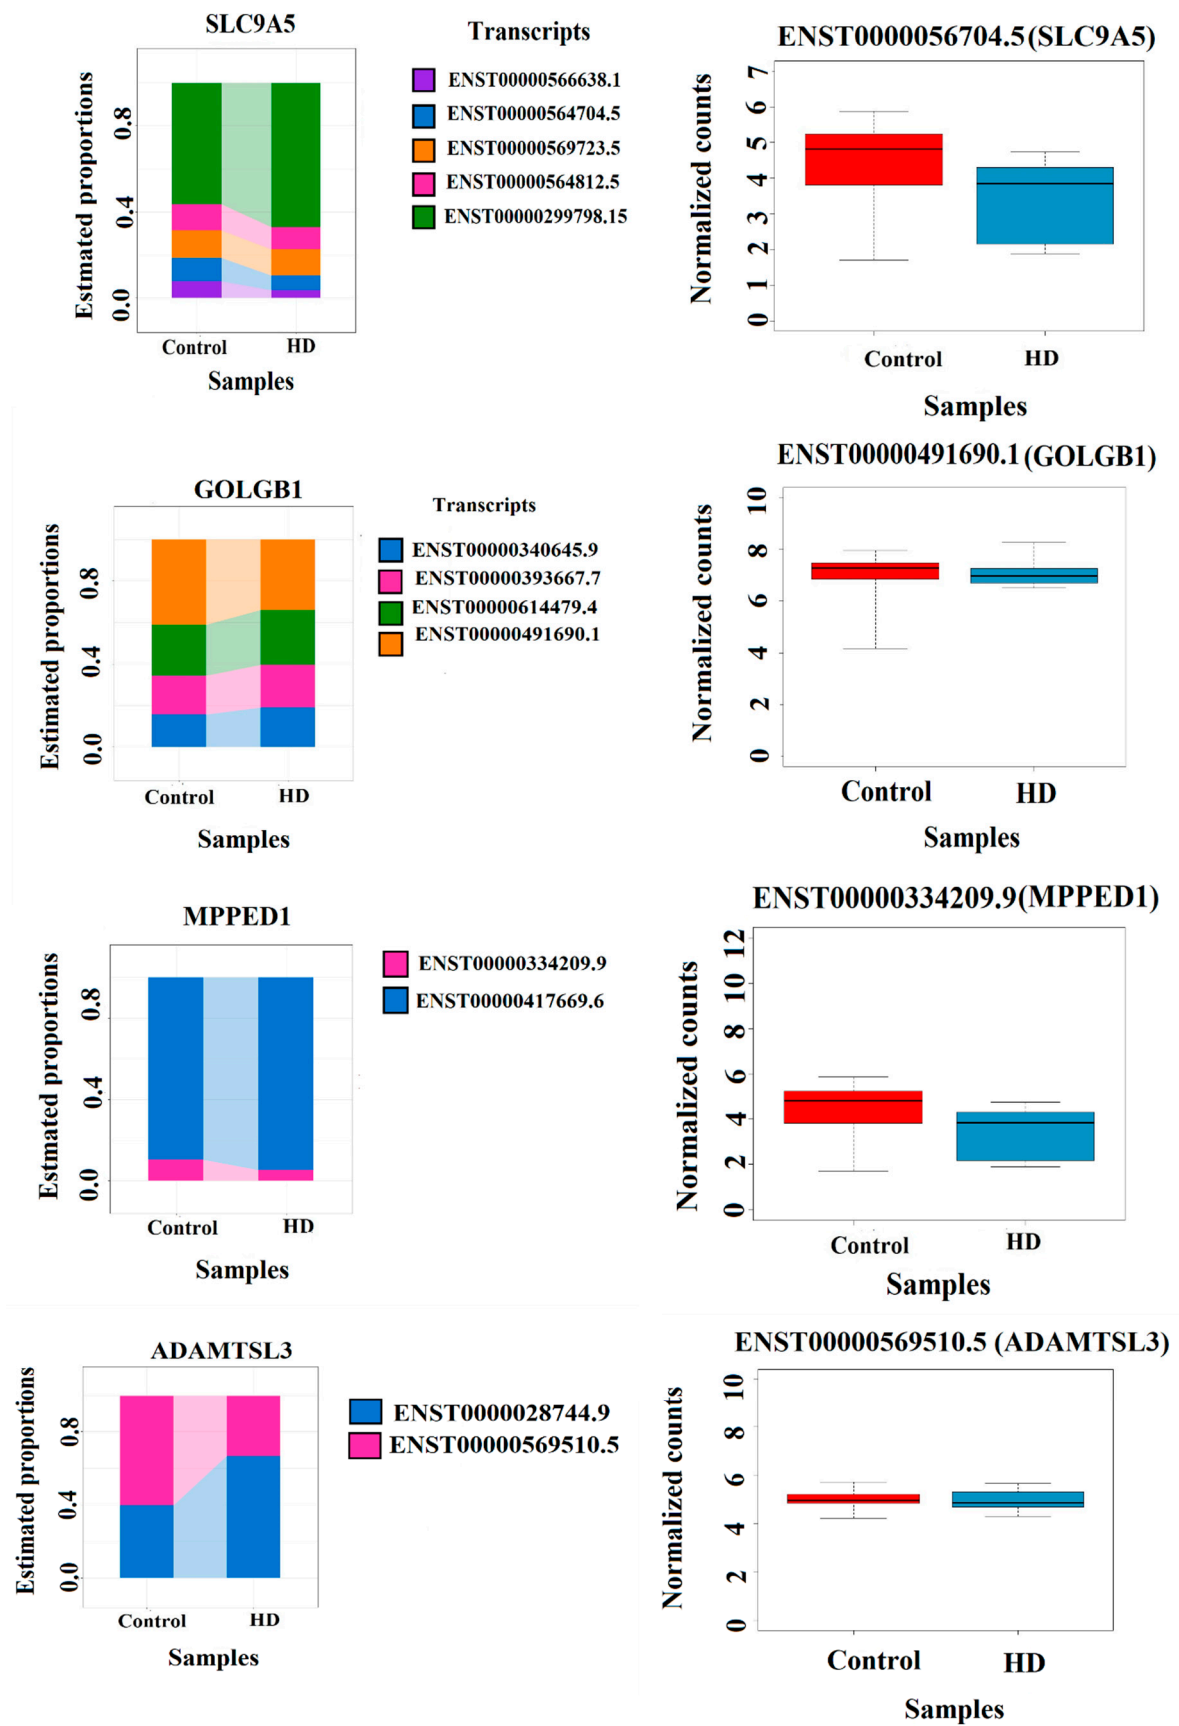 SLC9A5
Estmated proportions
0.8
0.4
0.0
Control HD
Samples
Transcripts
ENST00000566638.1
ENST00000564704.5
ENST00000569723.5
ENST00000564812.5
ENST00000299798.15
ENST0000056704.5(SLC9A5)
Normalized counts
7
6
5
4
3
2
1
0
Control HD
Samples
GOLGB1
Estimated proportions
0.8
0.4
0.0
Control HD
Samples
Transcripts
ENST00000340645.9
ENST00000393667.7
ENST00000614479.4
ENST00000491690.1
ENST00000491690.1(GOLGB1)
Normalized counts
10
8
6
4
2
0
Control HD
Samples
MPPED1
Estmated proportions
0.8
0.4
0.0
Control HD
Samples
ENST00000334209.9
ENST00000417669.6
ENST00000334209.9(MPPED1)
Normalized counts
12
10
8
6
4
2
0
Control HD
Samples
ADAMTSL3
Estimated proportions
0.8
0.4
0.0
Control HD
Samples
ENST0000028744.9
ENST00000569510.5
ENST00000569510.5 (ADAMTSL3)
Normalized counts
10
8
6
4
2
0
Control HD
Samples